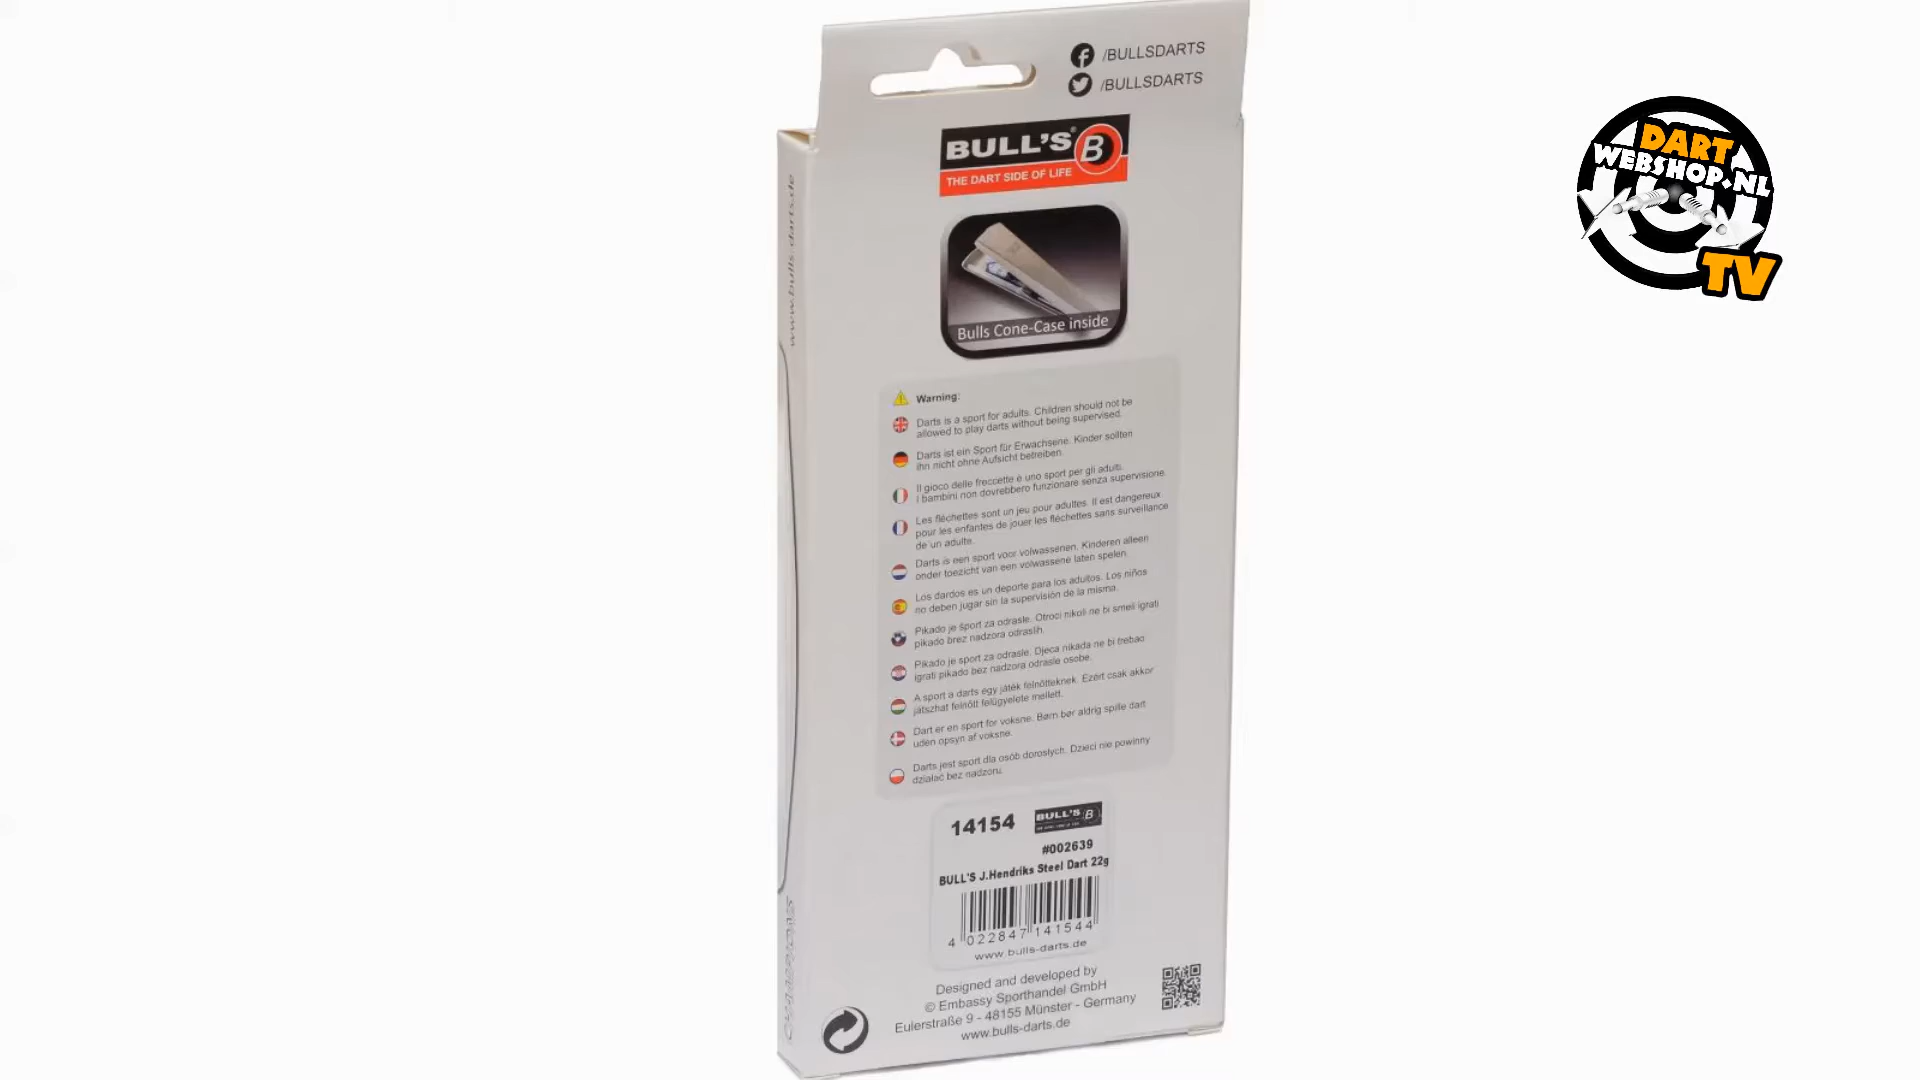 /BULLSDARTS
/BULLSDARTS
BULL'S® B
THE DART SIDE OF LIFE
DART
WEBSHOP.NL
TV
www.bulls-darts.de
Bulls Cone-Case inside
Warning:
Darts is a sport for adults. Children should not be
allowed to play darts without being supervised.
Darts ist ein Sport für Erwachsene. Kinder sollten
ihn nicht ohne Aufsicht betreiben.
Il gioco delle freccette è uno sport per gli adulti.
I bambini non dovrebbero funzionare senza supervisione.
Les fléchettes sont un jeu pour adultes. Il est dangereux
pour les enfantes de jouer les fléchettes sans surveillance
de un adulte.
Darts is een sport voor volwassenen. Kinderen alleen
onder toezicht van een volwassene laten spelen.
Los dardos es un deporte para los adultos. Los niños
no deben jugar sin la supervisión de la misma.
Pikado je šport za odrasle. Otroci nikoli ne bi smeli igrati
pikado brez nadzora odraslih.
Pikado je sport za odrasle. Djeca nikada ne bi trebao
igrati pikado bez nadzora odrasle osobe.
A sport a darts egy játék felnőtteknek. Ezért csak akkor
játszhat felnőtt felügyelete mellett.
Dart er en sport for voksne. Børn bør aldrig spille dart
uden opsyn af voksne.
Darts jest sport dla osób dorosłych. Dzieci nie powinny
działać bez nadzoru.
14154 BULL'S B
#002639
BULL'S J.Hendriks Steel Dart 22g
4 022847 141544
www.bulls-darts.de
Designed and developed by
© Embassy Sporthandel GmbH
Eulerstraße 9 - 48155 Münster - Germany
www.bulls-darts.de